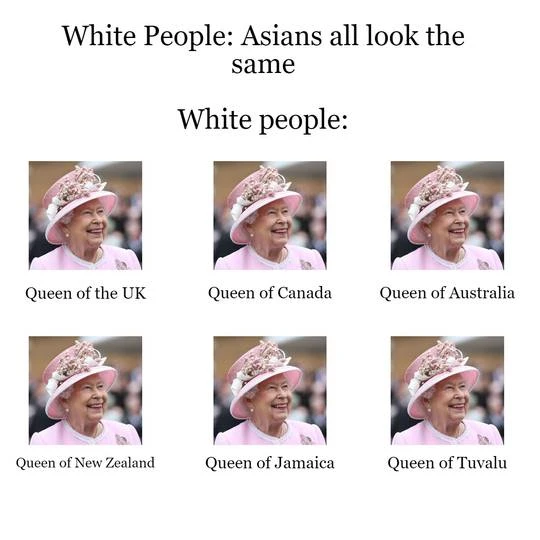 White People: Asians all look the
same
White people:
Queen of the UK
Queen of Canada
Queen of Australia
Queen of New Zealand
Queen of Jamaica
Queen of Tuvalu